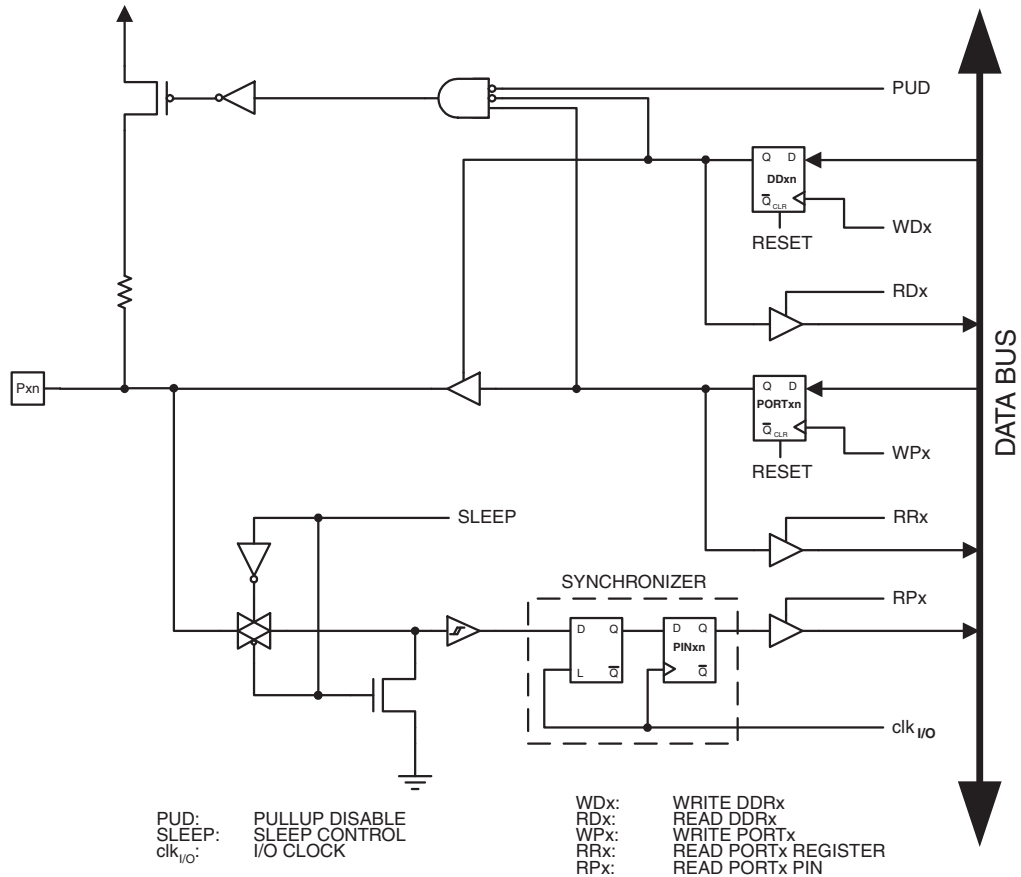 PUD
Q D
DDxn
Q CLR
WDx
RESET
RDx
DATA BUS
Pxn
Q D
PORTxn
Q CLR
WPx
RESET
SLEEP
RRx
SYNCHRONIZER
RPx
D Q
L Q
D Q
PINxn
Q
clk I/O
PUD: PULLUP DISABLE
SLEEP: SLEEP CONTROL
clkI/O: I/O CLOCK
WDx: WRITE DDRx
RDx: READ DDRx
WPx: WRITE PORTx
RRx: READ PORTx REGISTER
RPx: READ PORTx PIN